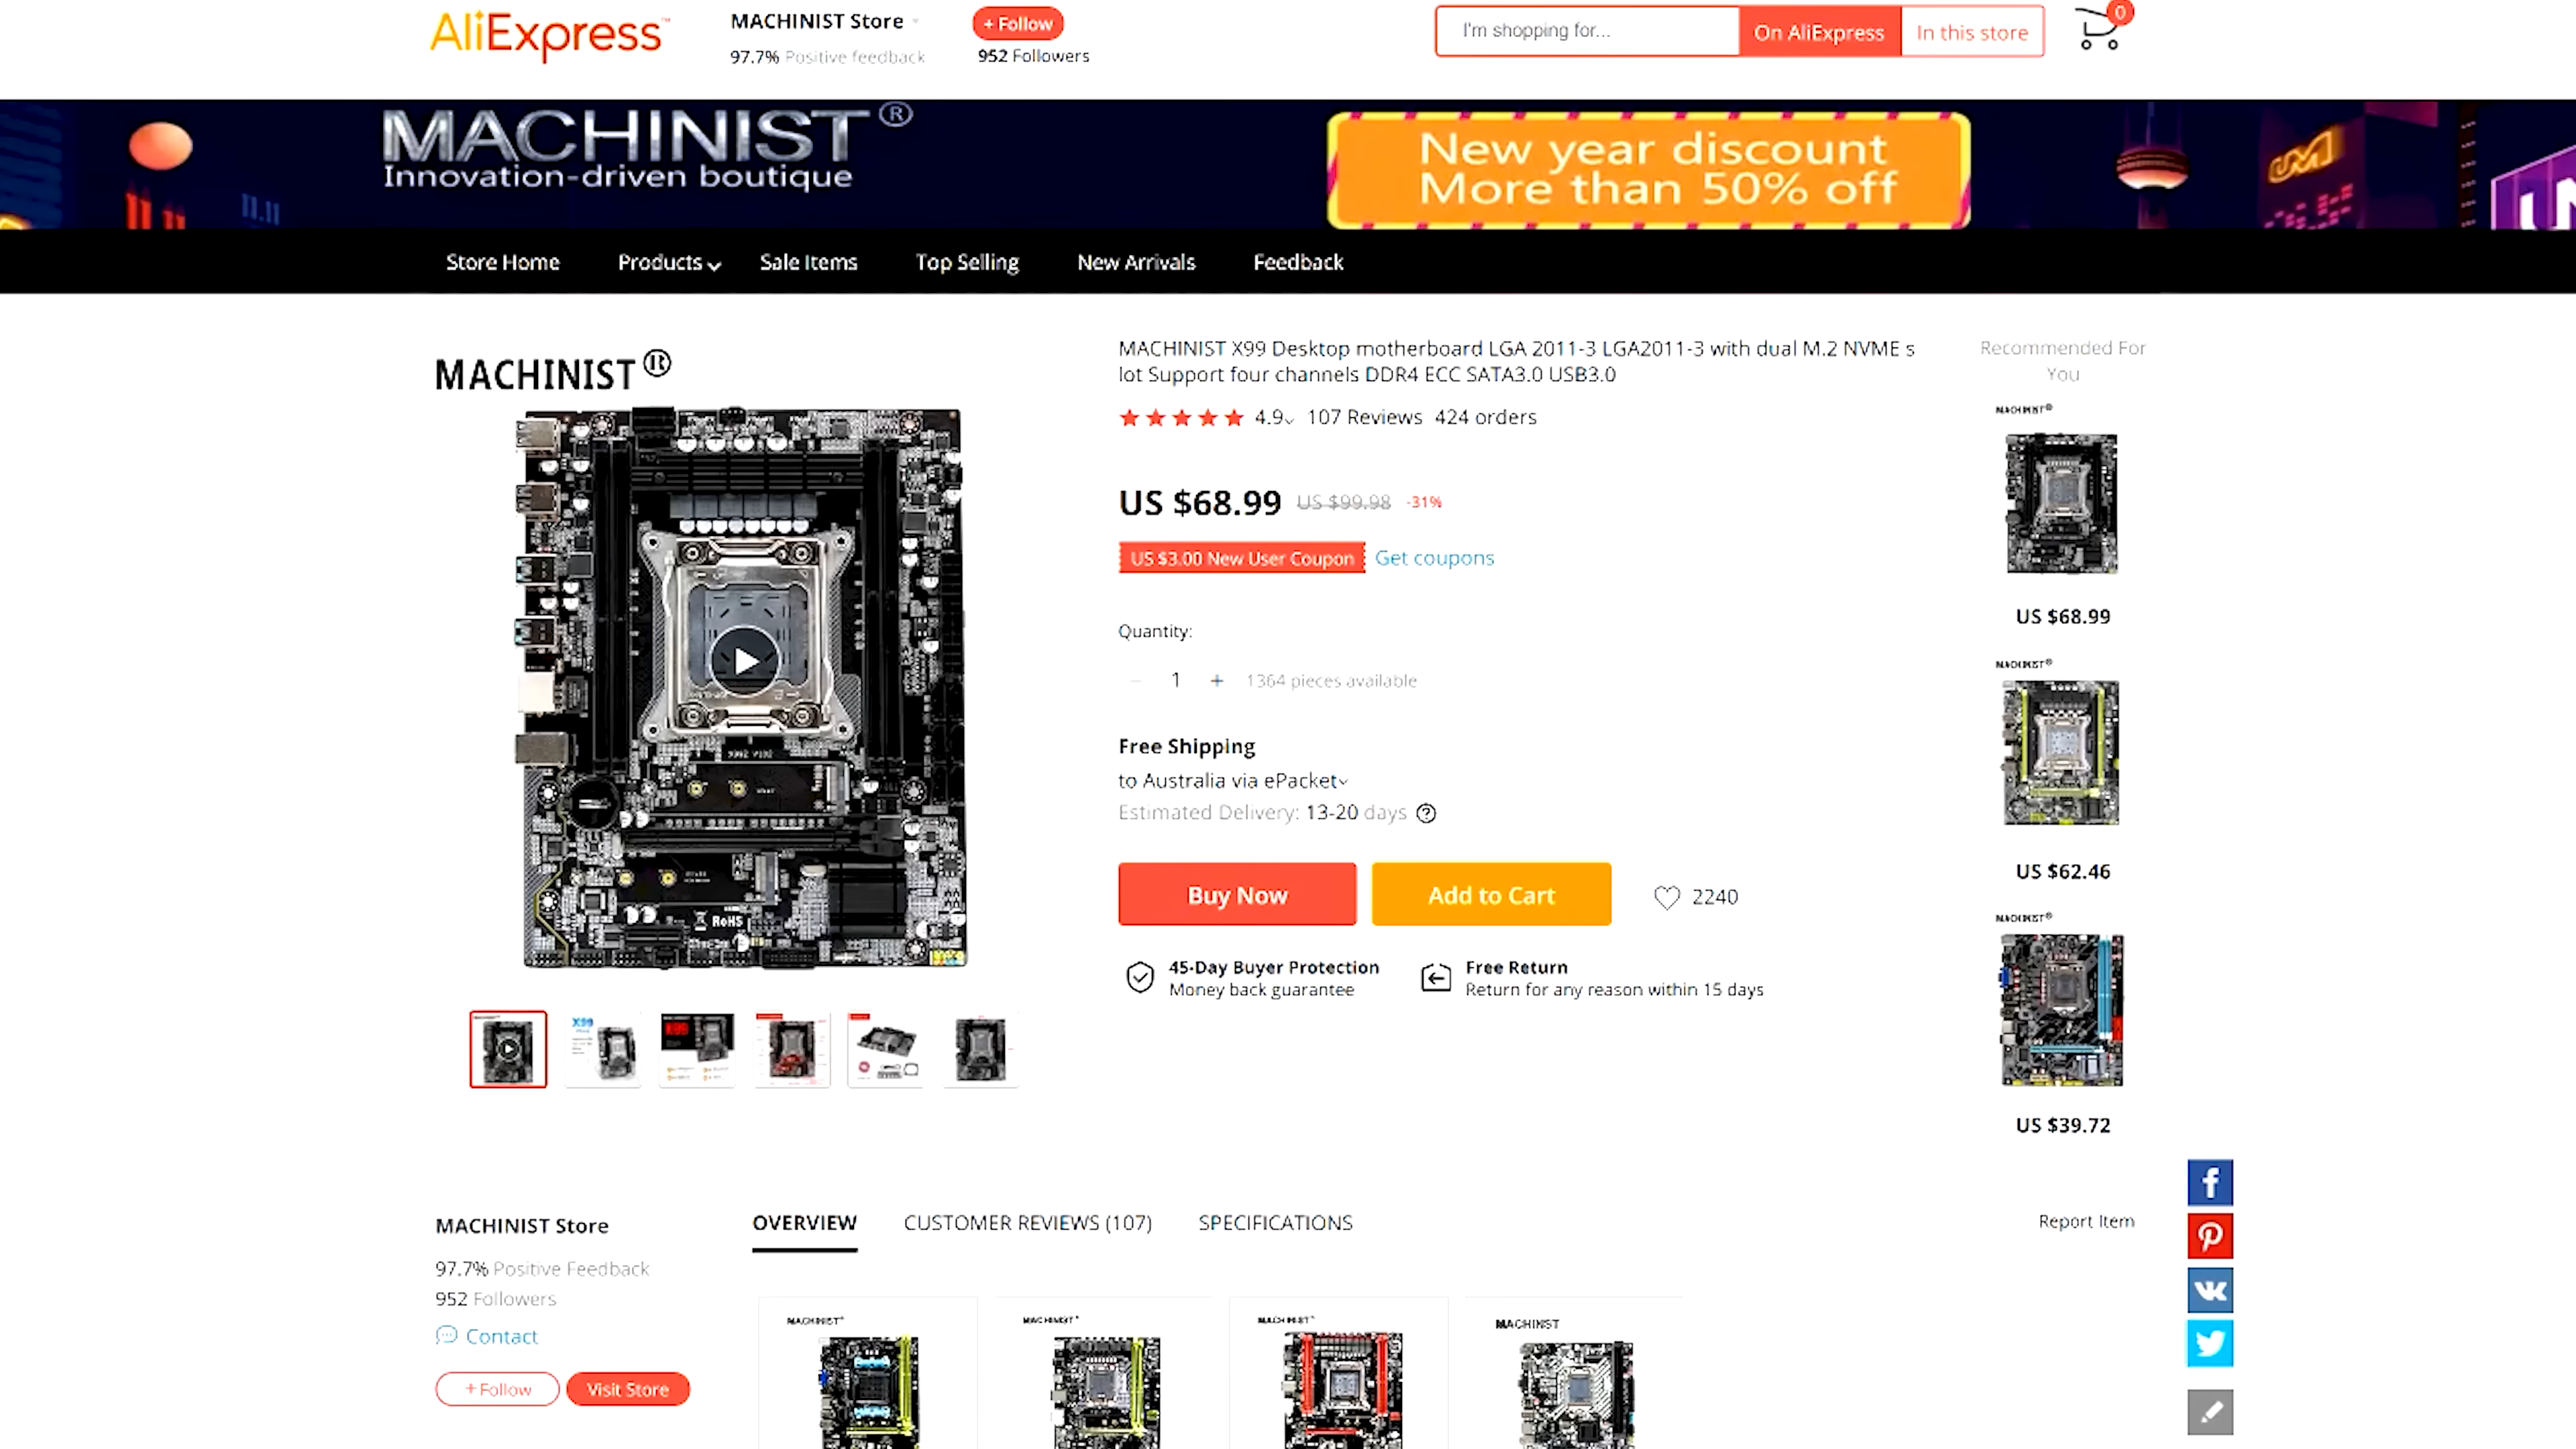 AliExpress™
MACHINIST Store
97.7% Positive feedback
+ Follow
952 Followers
I'm shopping for...
On AliExpress
In this store
0
MACHINIST®
Innovation-driven boutique
New year discount
More than 50% off
Store Home Products Sale Items Top Selling New Arrivals Feedback
MACHINIST®
RoHS
MACHINIST X99 Desktop motherboard LGA 2011-3 LGA2011-3 with dual M.2 NVME s
lot Support four channels DDR4 ECC SATA3.0 USB3.0
4.9 107 Reviews 424 orders
US $68.99 US $99.98 -31%
US $3.00 New User Coupon Get coupons
Quantity:
1 + 1364 pieces available
Free Shipping
to Australia via ePacket
Estimated Delivery: 13-20 days
Buy Now Add to Cart 2240
45-Day Buyer Protection
Money back guarantee
Free Return
Return for any reason within 15 days
X99
X99
Recommended For
You
MACHINIST®
US $68.99
MACHINIST®
US $62.46
MACHINIST®
US $39.72
MACHINIST Store
97.7% Positive Feedback
952 Followers
Contact
+ Follow Visit Store
OVERVIEW CUSTOMER REVIEWS (107) SPECIFICATIONS
Report Item
MACHINIST® MACHINIST® MACHINIST® MACHINIST